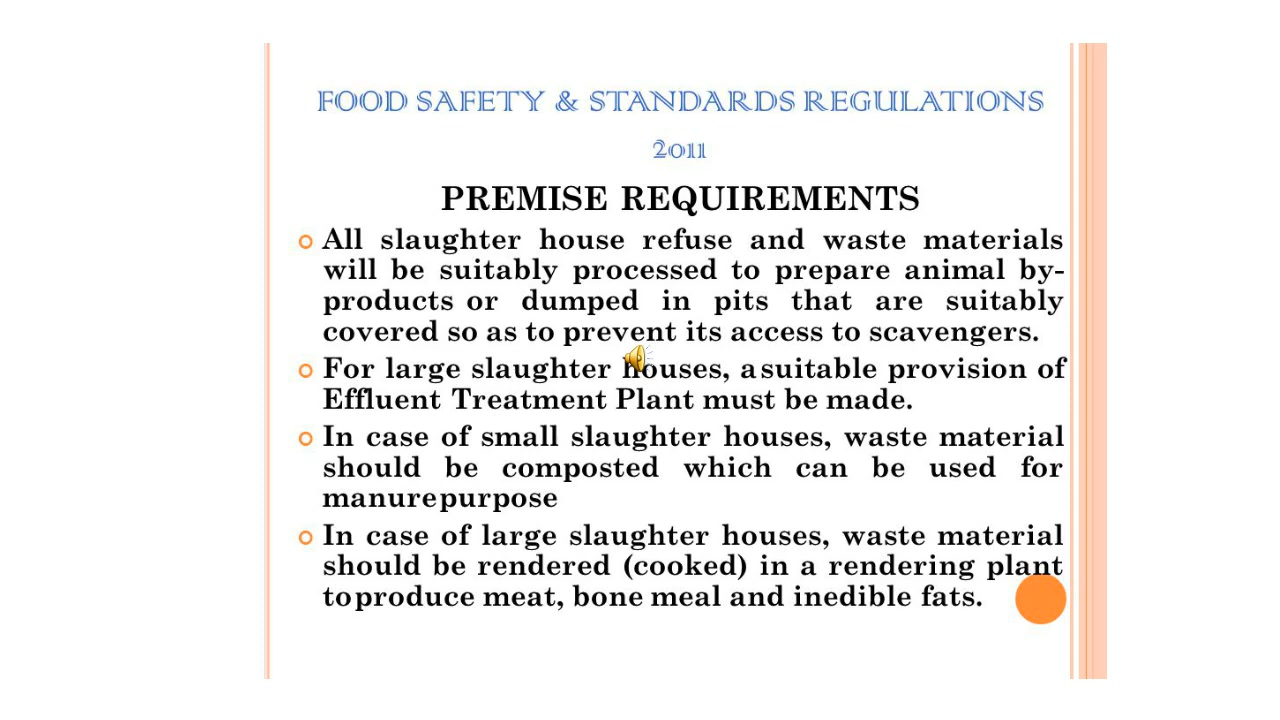 FOOD SAFETY & STANDARDS REGULATIONS
2011
PREMISE REQUIREMENTS
All slaughter house refuse and waste materials
will be suitably processed to prepare animal by-
products or dumped in pits that are suitably
covered so as to prevent its access to scavengers.
For large slaughter houses, a suitable provision of
Effluent Treatment Plant must be made.
In case of small slaughter houses, waste material
should be composted which can be used for
manure purpose
In case of large slaughter houses, waste material
should be rendered (cooked) in a rendering plant
to produce meat, bone meal and inedible fats.